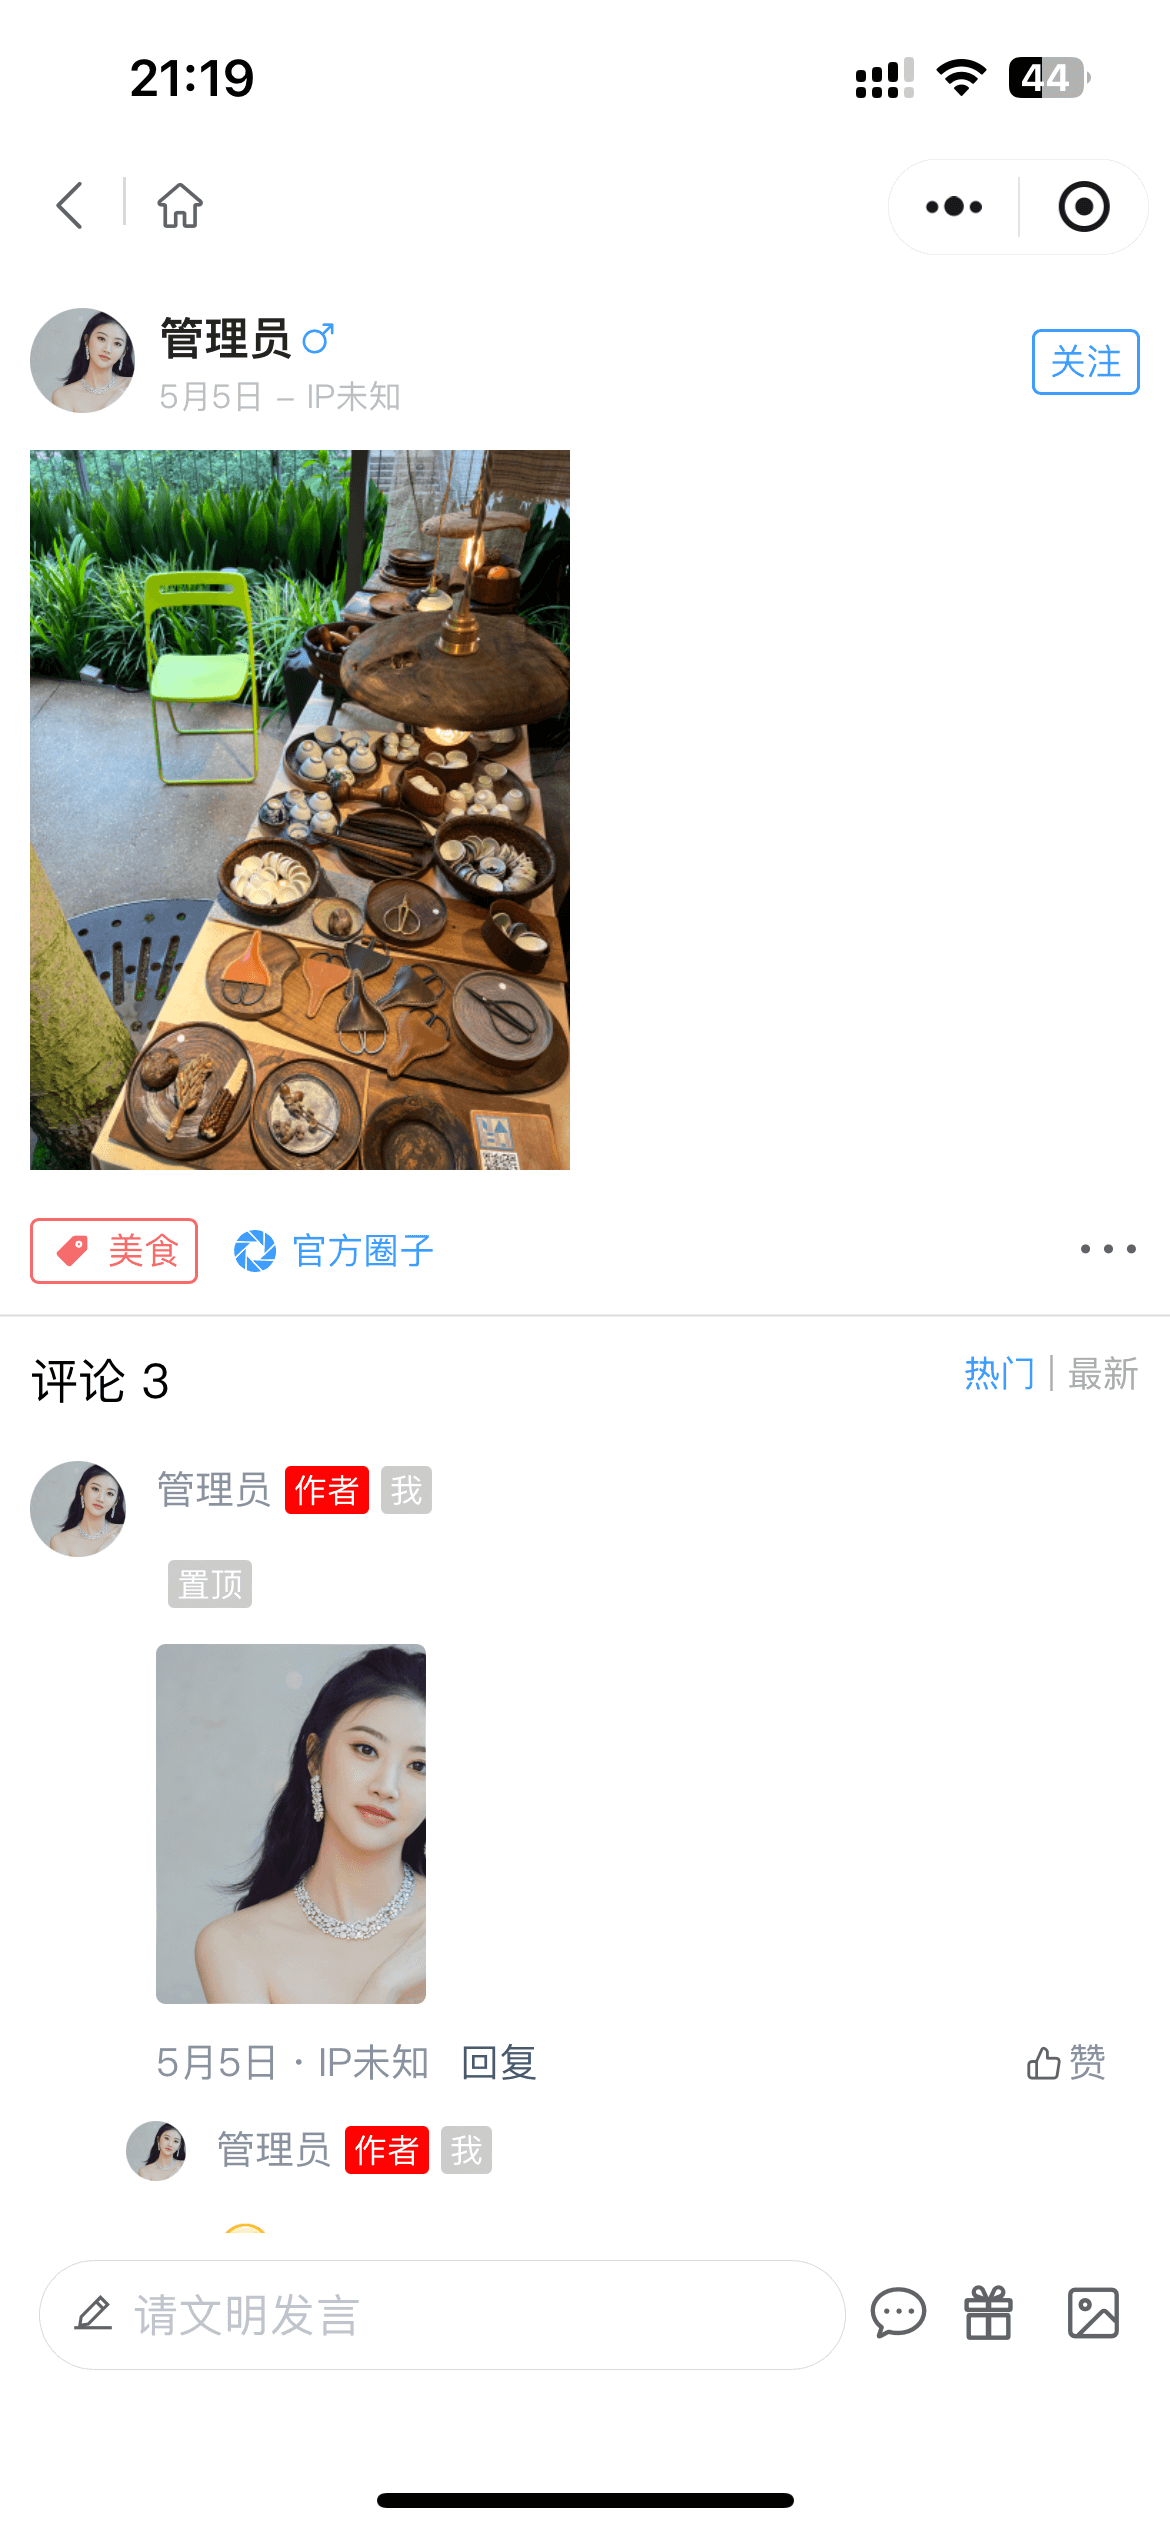 21:19
44
管理员
5月5日 – IP未知
关注
美食
官方圈子
评论 3
热门 | 最新
管理员 作者 我
置顶
5月5日 · IP未知 回复
赞
管理员 作者 我
请文明发言